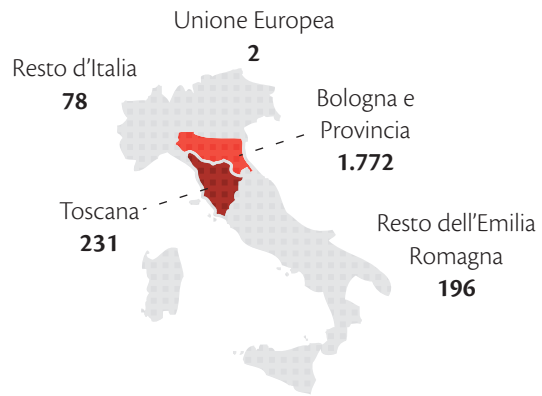 Unione Europea
2
Resto d'Italia
78
Bologna e
Provincia
1.772
Toscana
231
Resto dell'Emilia
Romagna
196